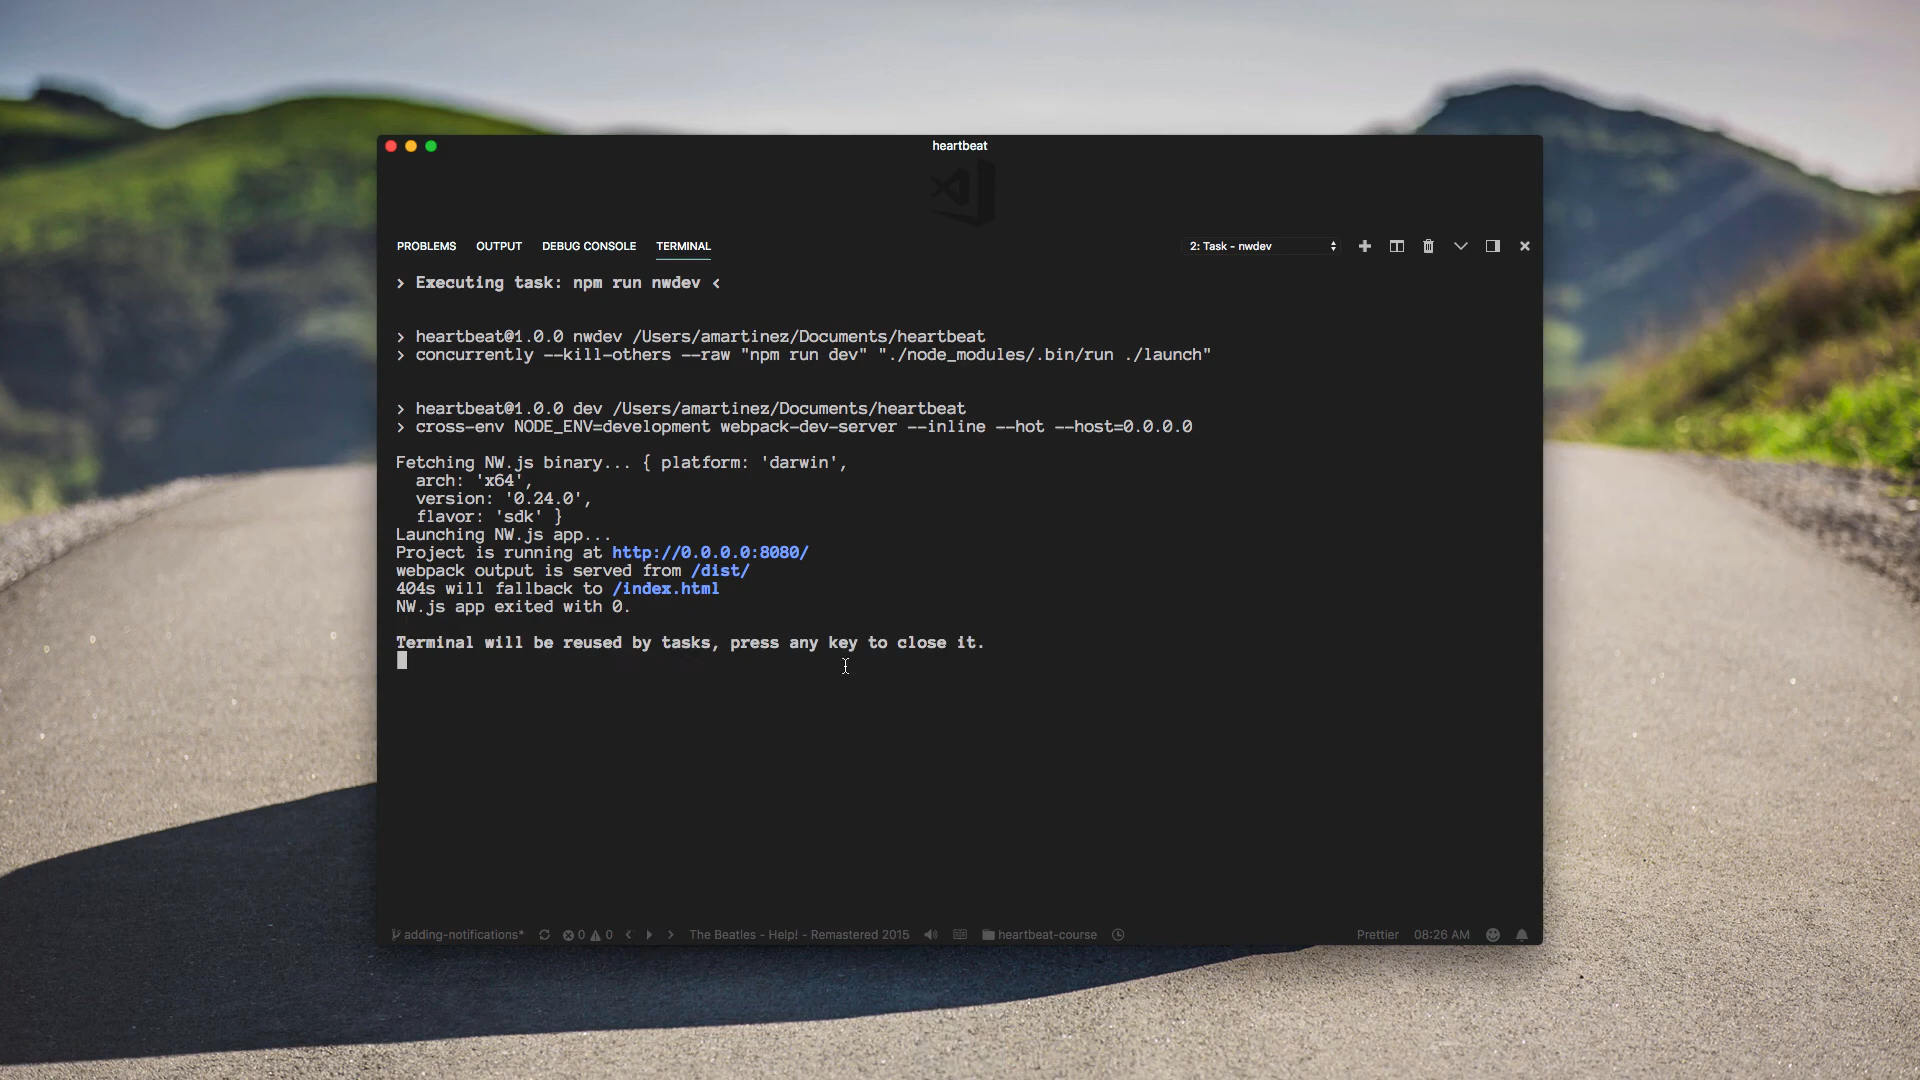 heartbeat
PROBLEMS OUTPUT DEBUG CONSOLE TERMINAL 2: Task - nwdev
> Executing task: npm run nwdev <
> heartbeat@1.0.0 nwdev /Users/amartinez/Documents/heartbeat
> concurrently --kill-others --raw "npm run dev" "./node_modules/.bin/run ./launch"
> heartbeat@1.0.0 dev /Users/amartinez/Documents/heartbeat
> cross-env NODE_ENV=development webpack-dev-server --inline --hot --host=0.0.0.0
Fetching NW.js binary... { platform: 'darwin',
  arch: 'x64',
  version: '0.24.0',
  flavor: 'sdk' }
Launching NW.js app...
Project is running at http://0.0.0.0:8080/
webpack output is served from /dist/
404s will fallback to /index.html
NW.js app exited with 0.
Terminal will be reused by tasks, press any key to close it.
adding-notifications* 0 0 The Beatles - Help! - Remastered 2015 heartbeat-course Prettier 08:26 AM